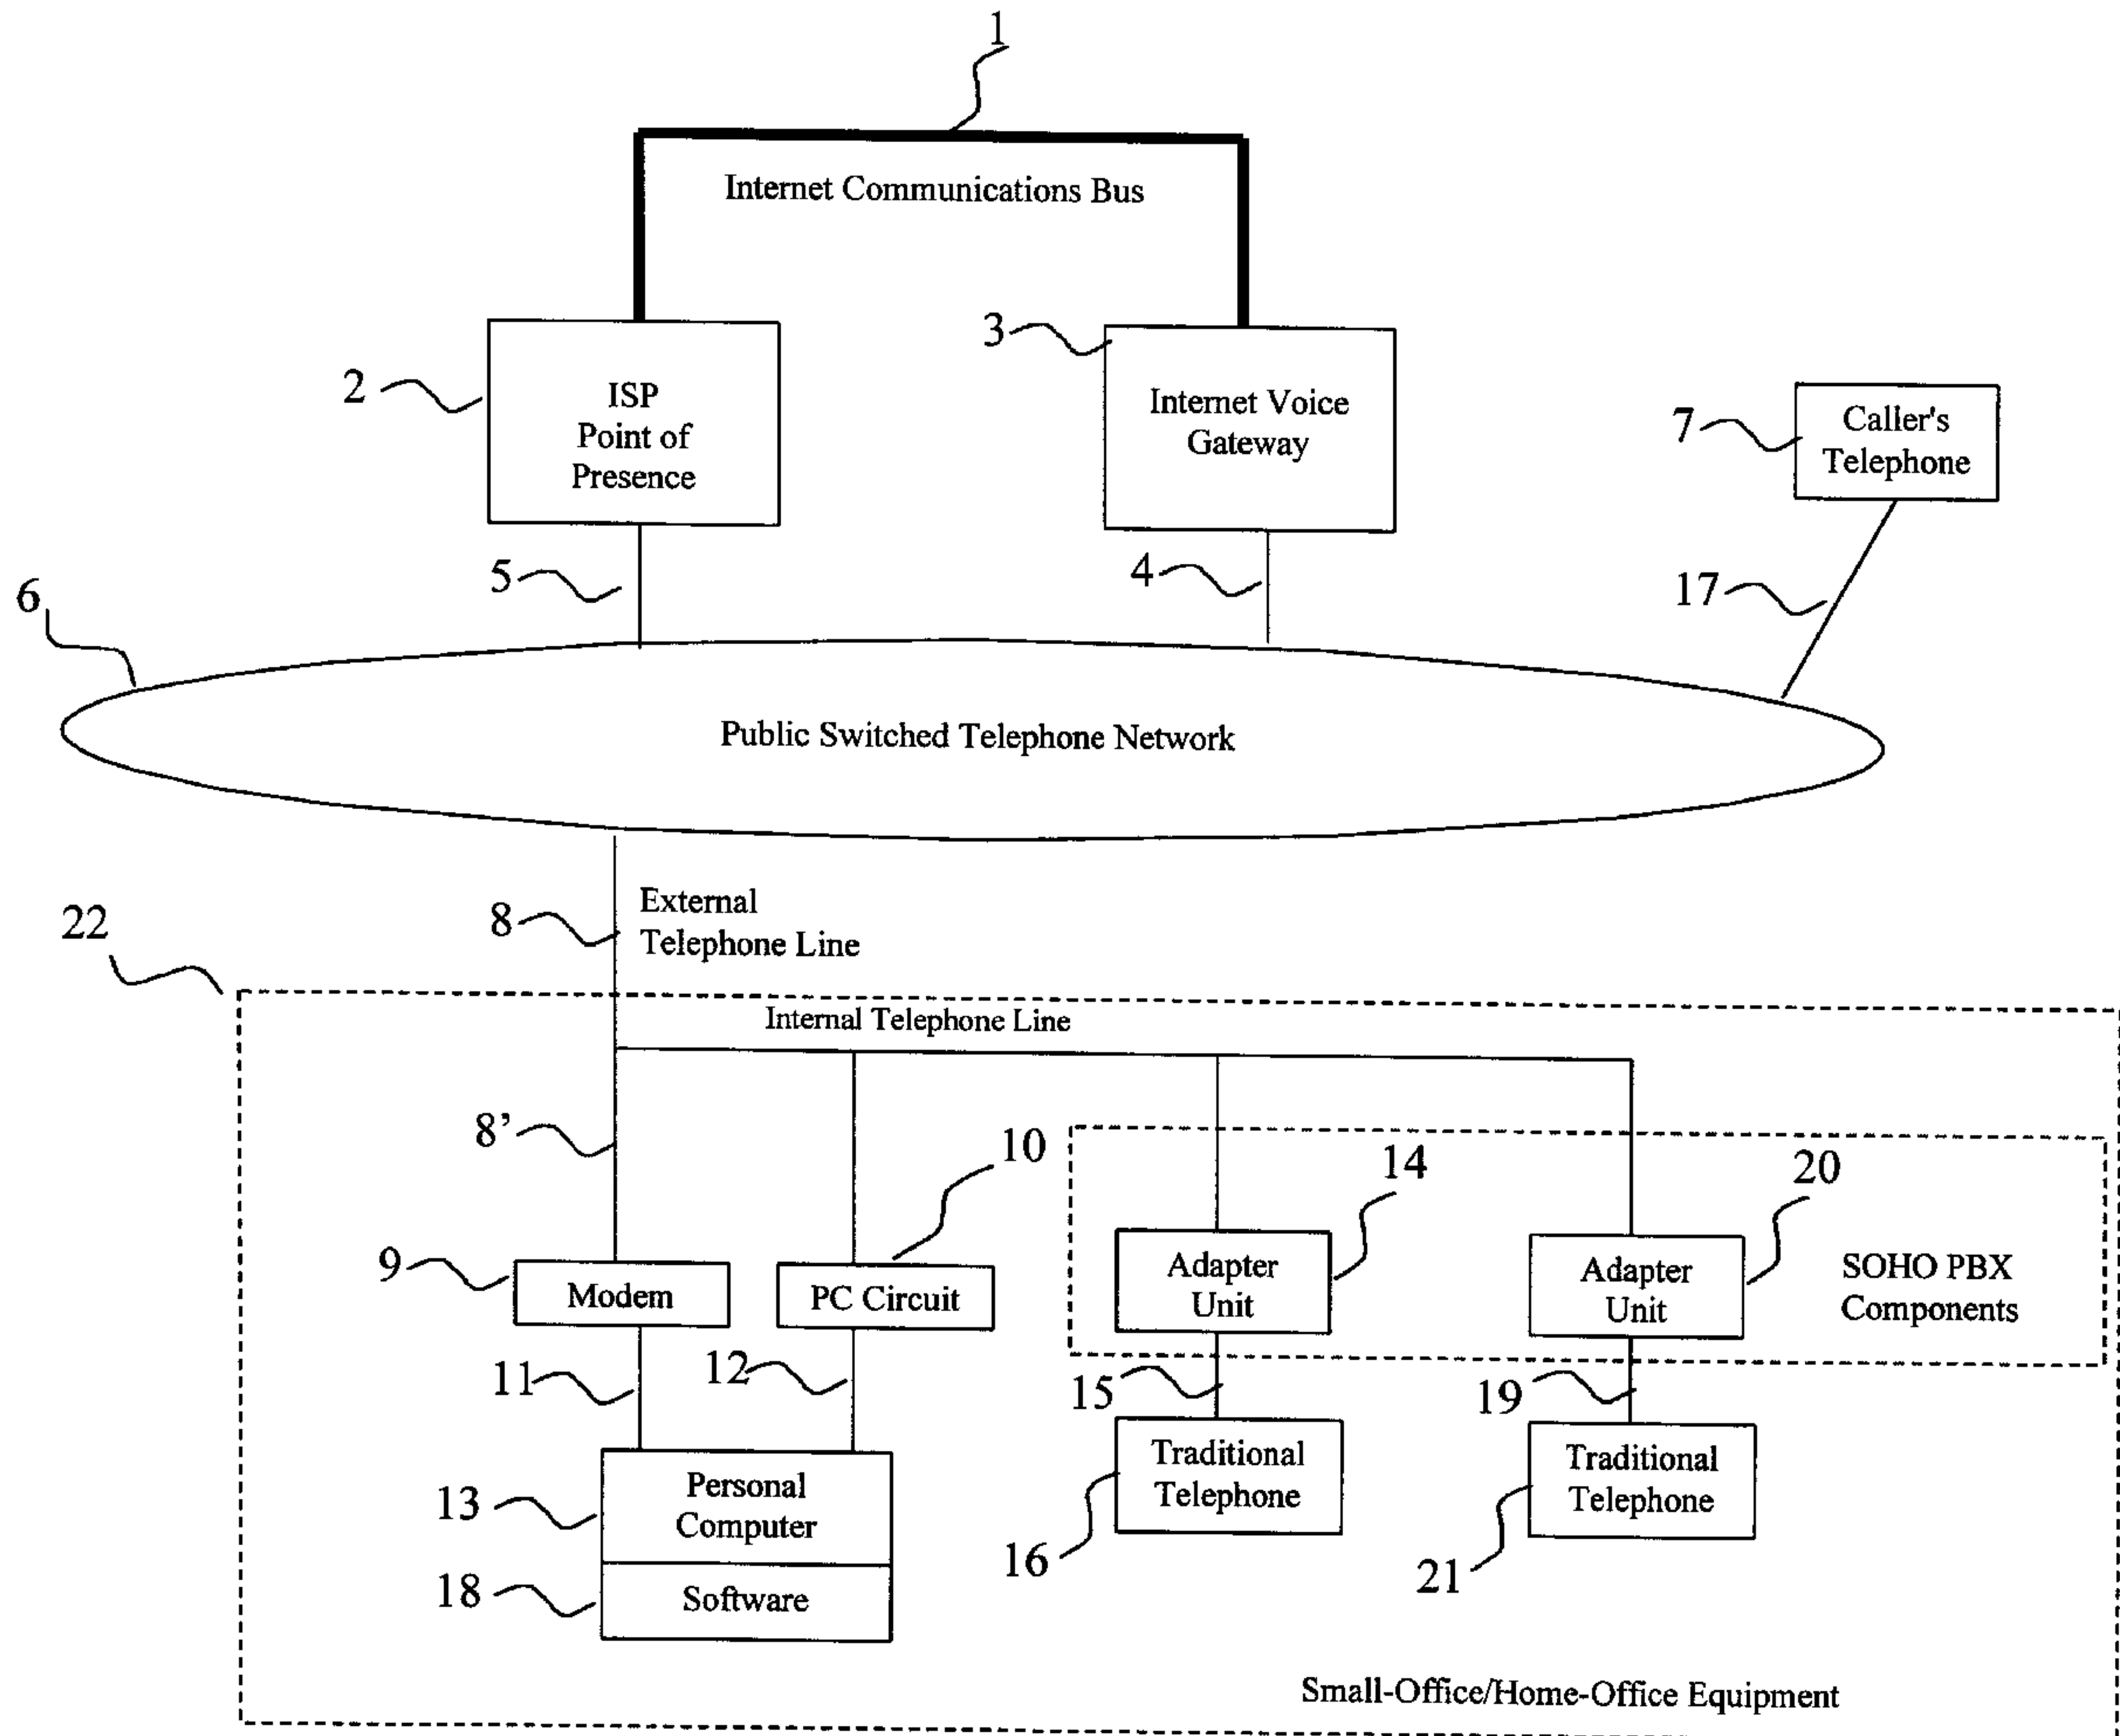 1
Internet Communications Bus
2
ISP
Point of
Presence
3
Internet Voice
Gateway
7
Caller's
Telephone
5
4
17
6
Public Switched Telephone Network
8
External
Telephone Line
22
Internal Telephone Line
8’
10
14
20
9
Modem
PC Circuit
Adapter
Unit
Adapter
Unit
SOHO PBX
Components
11
12
15
19
13
Personal
Computer
Traditional
Telephone
Traditional
Telephone
16
21
18
Software
Small-Office/Home-Office Equipment